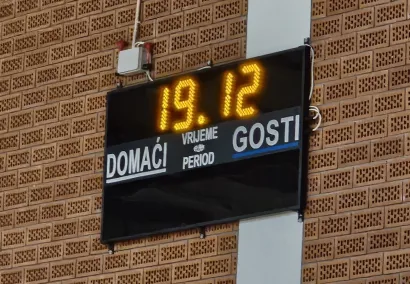 19.12
DOMAĆI VRIJEME GOSTI
PERIOD